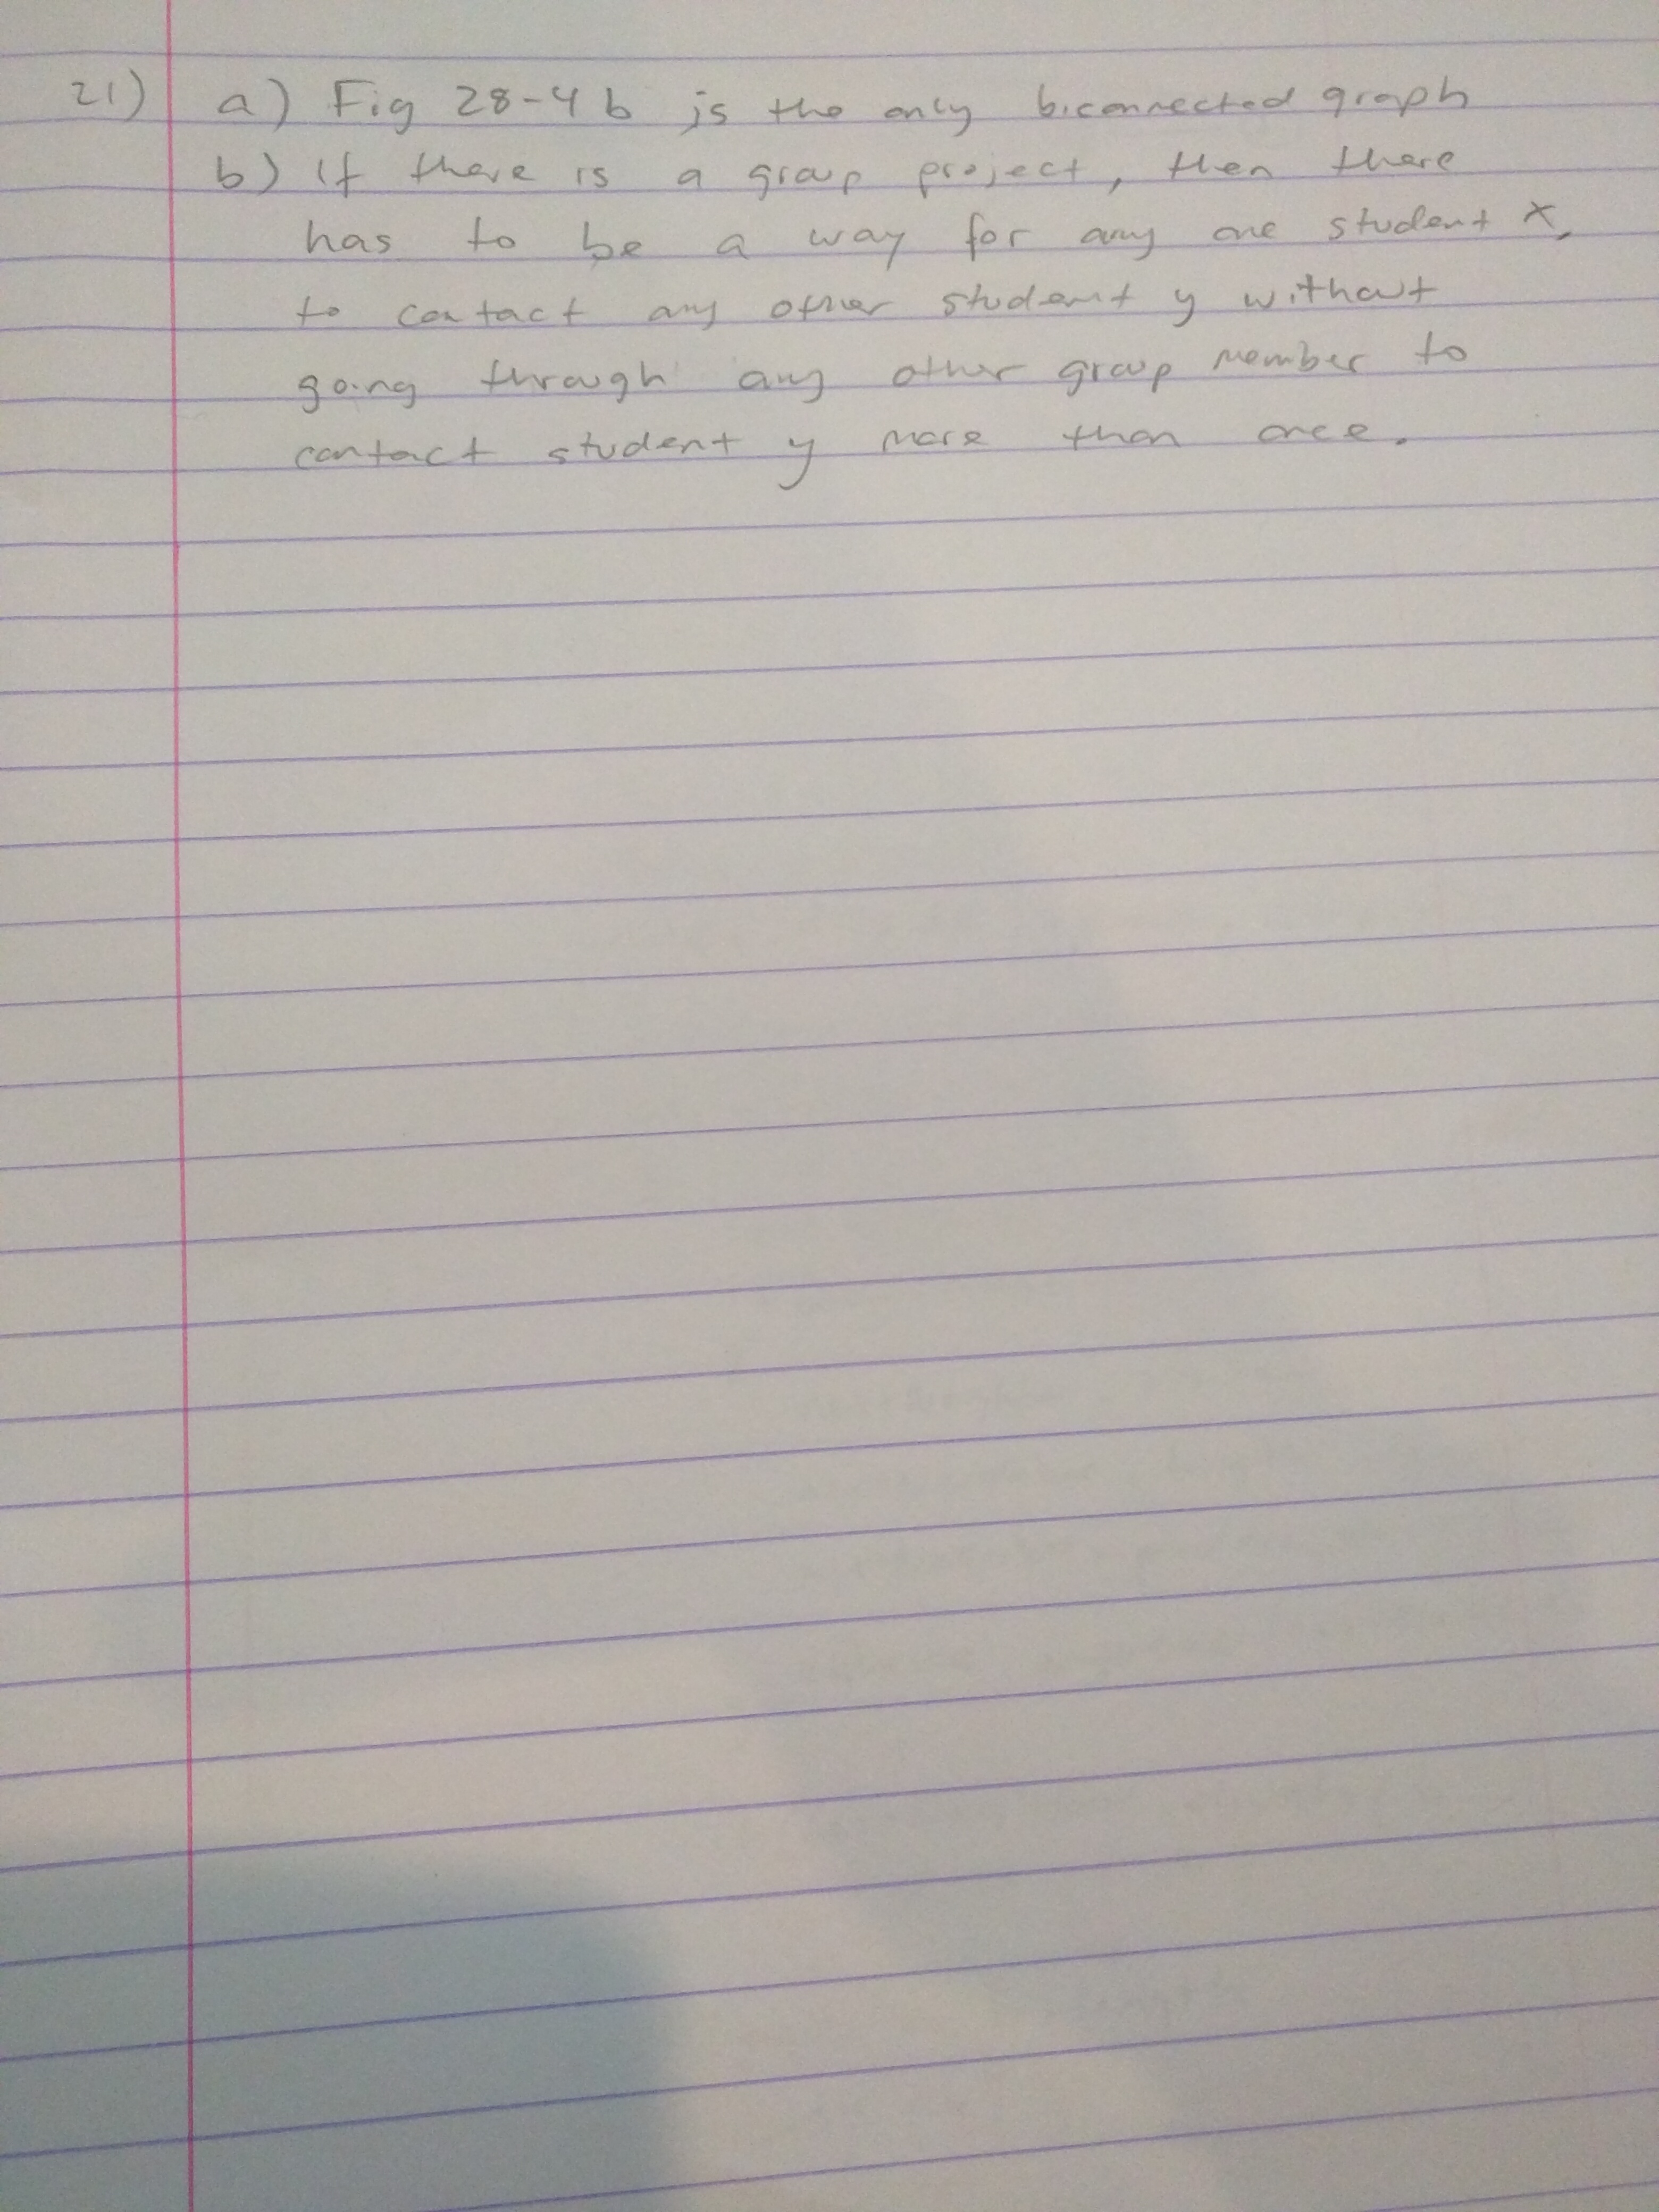 21) a) Fig 28-4 b is the only biconnected graph
b) If there is a group project, then there
has to be a way for any one student x,
to contact any other student y without
going through any other group member to
contact student y more than once.